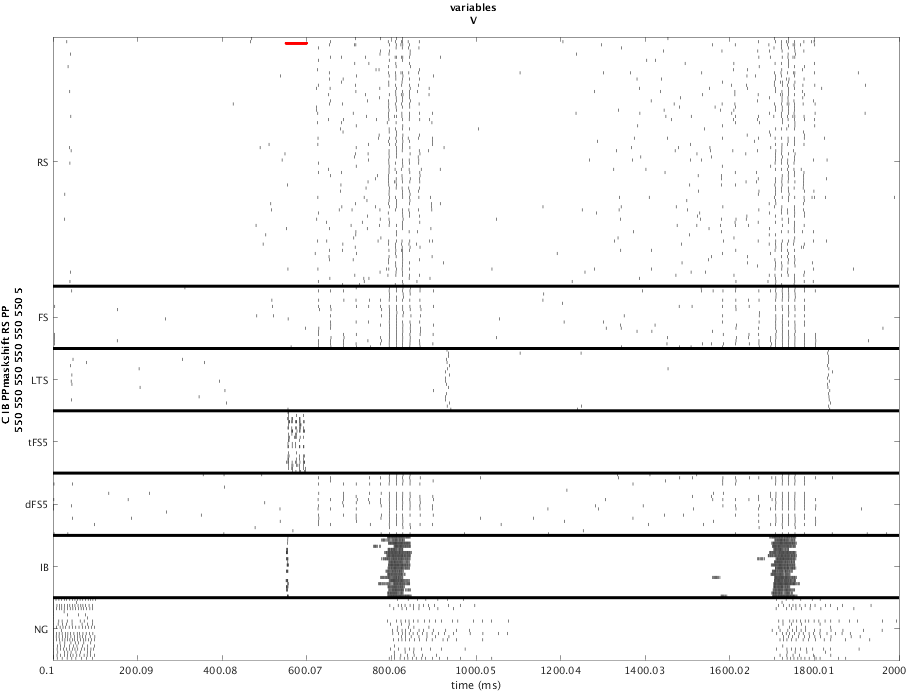 variables
V
RS
FS
LTS
tFS5
dFS5
IB
NG
C IB PPmaskshift RS PP
550 550 550 550 550 550 550 5
0.1 200.09 400.08 600.07 800.06 1000.05 1200.04 1400.03 1600.02 1800.01 2000
time (ms)